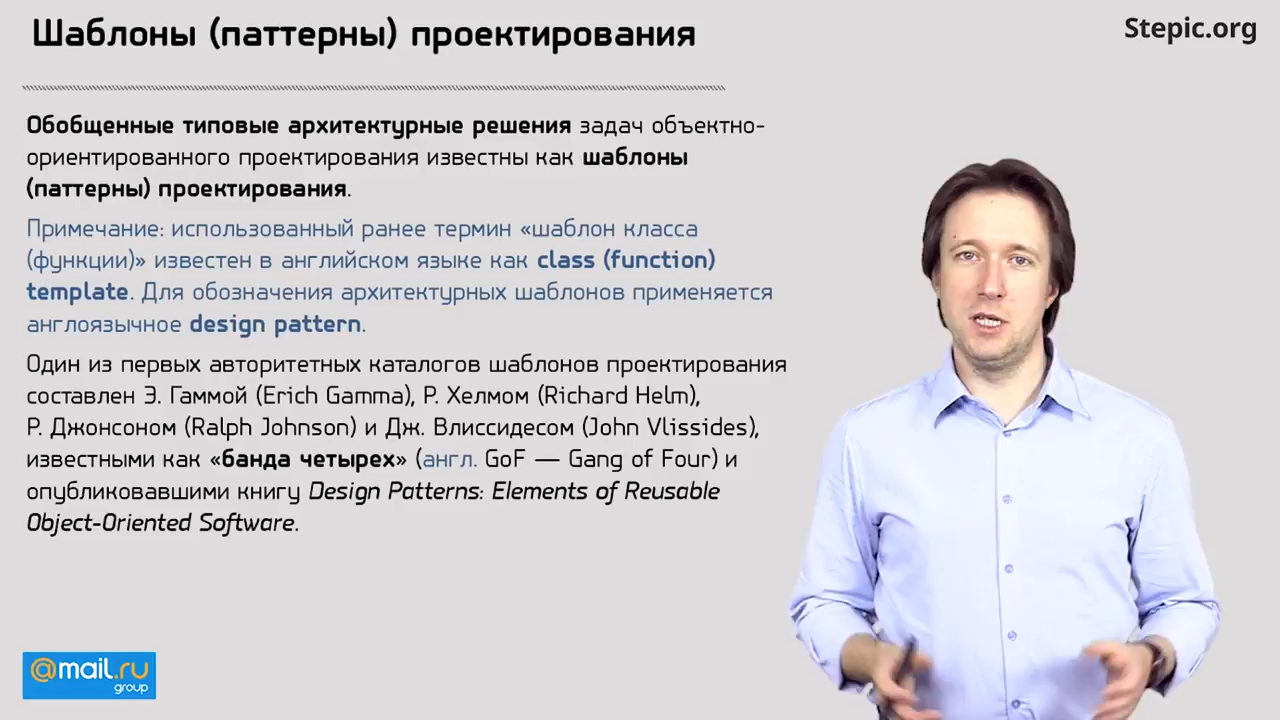 Шаблоны (паттерны) проектирования
Stepic.org
Обобщенные типовые архитектурные решения задач объектно-
ориентированного проектирования известны как шаблоны
(паттерны) проектирования.
Примечание: использованный ранее термин «шаблон класса
(функции)» известен в английском языке как class (function)
template. Для обозначения архитектурных шаблонов применяется
англоязычное design pattern.
Один из первых авторитетных каталогов шаблонов проектирования
составлен Э. Гаммой (Erich Gamma), Р. Хелмом (Richard Helm),
Р. Джонсоном (Ralph Johnson) и Дж. Влиссидесом (John Vlissides),
известными как «банда четырех» (англ. GoF — Gang of Four) и
опубликовавшими книгу Design Patterns: Elements of Reusable
Object-Oriented Software.
@mail.ru
group